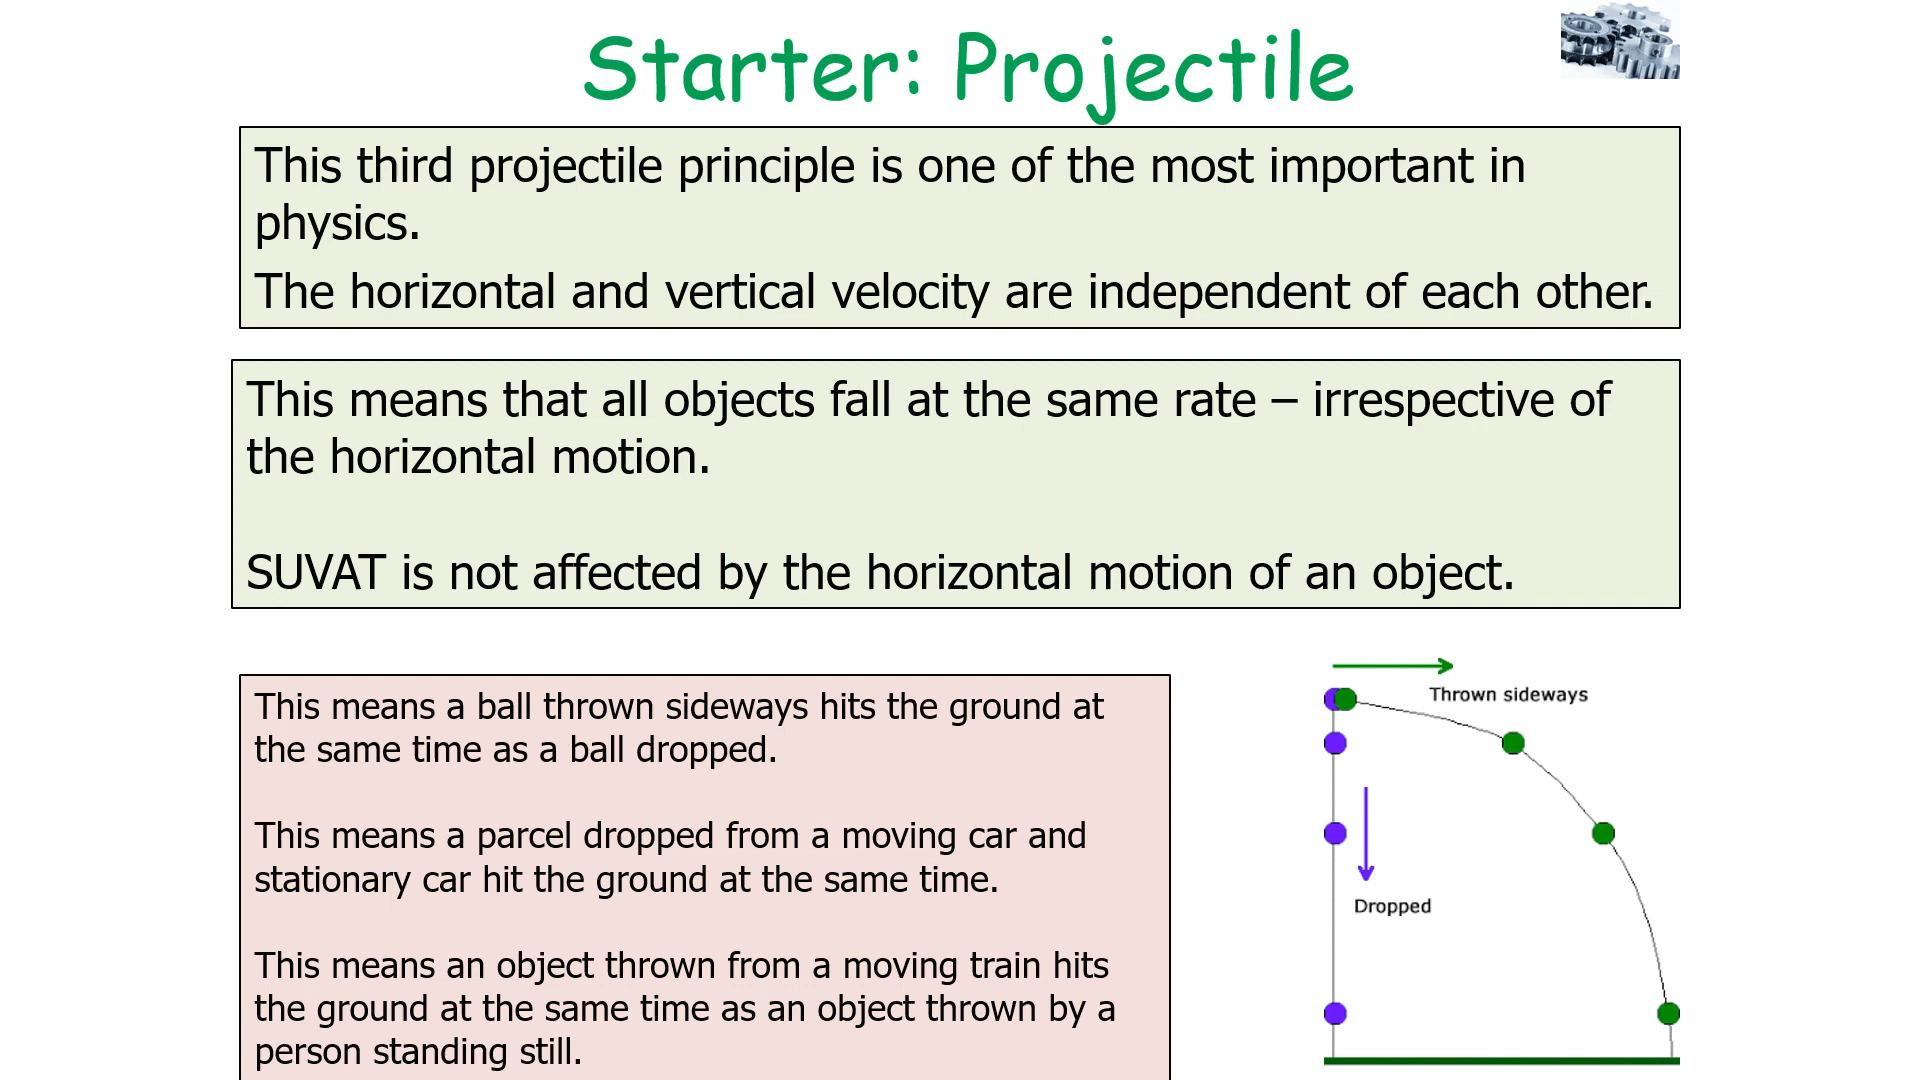 Starter: Projectile
This third projectile principle is one of the most important in
physics.
The horizontal and vertical velocity are independent of each other.
This means that all objects fall at the same rate – irrespective of
the horizontal motion.
SUVAT is not affected by the horizontal motion of an object.
This means a ball thrown sideways hits the ground at
the same time as a ball dropped.
This means a parcel dropped from a moving car and
stationary car hit the ground at the same time.
This means an object thrown from a moving train hits
the ground at the same time as an object thrown by a
person standing still.
Thrown sideways
Dropped